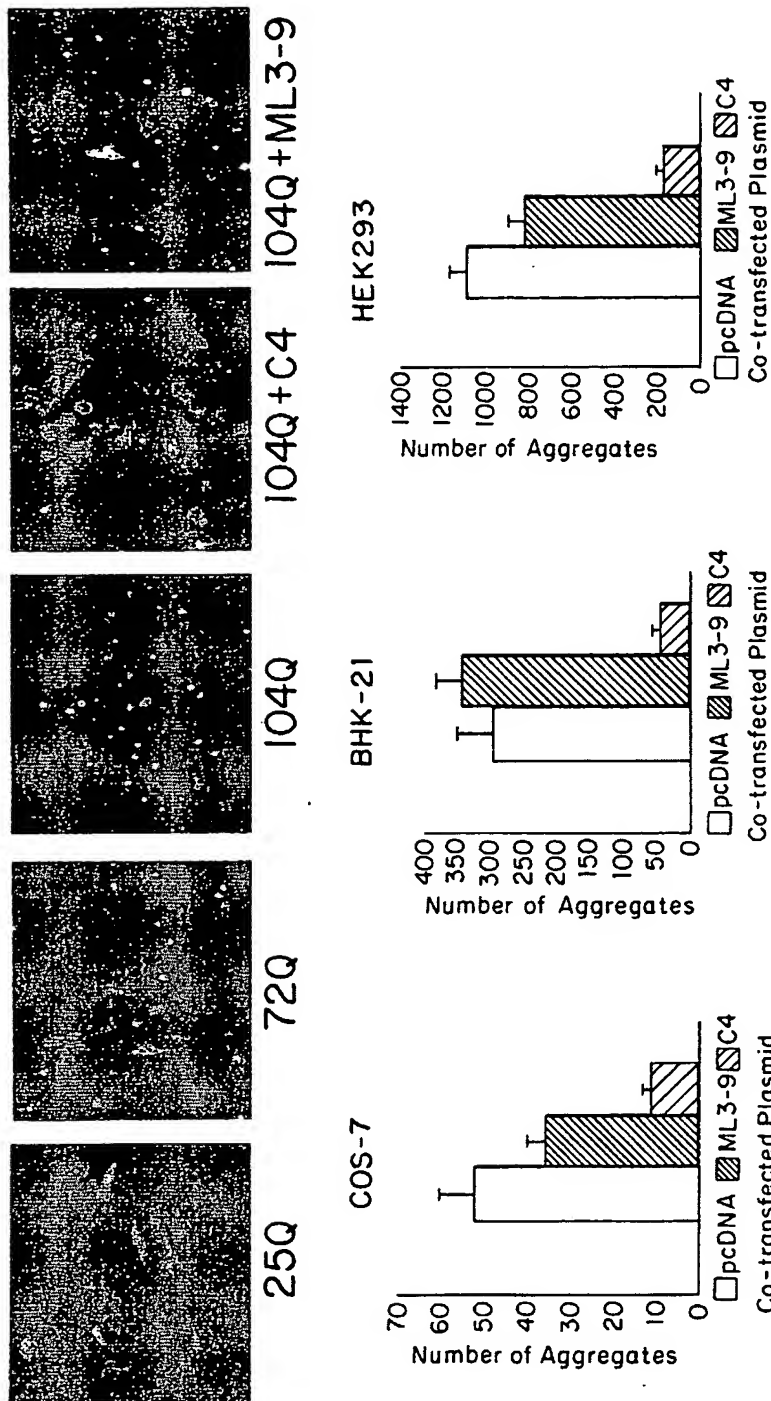 25Q
72Q
104Q
104Q+C4
104Q+ML3-9
COS-7
Number of Aggregates
70
60
50
40
30
20
10
0
pcDNA ML3-9 C4
Co-transfected Plasmid
BHK-21
Number of Aggregates
400
350
300
250
200
150
100
50
0
pcDNA ML3-9 C4
Co-transfected Plasmid
HEK293
Number of Aggregates
1400
1200
1000
800
600
400
200
0
pcDNA ML3-9 C4
Co-transfected Plasmid